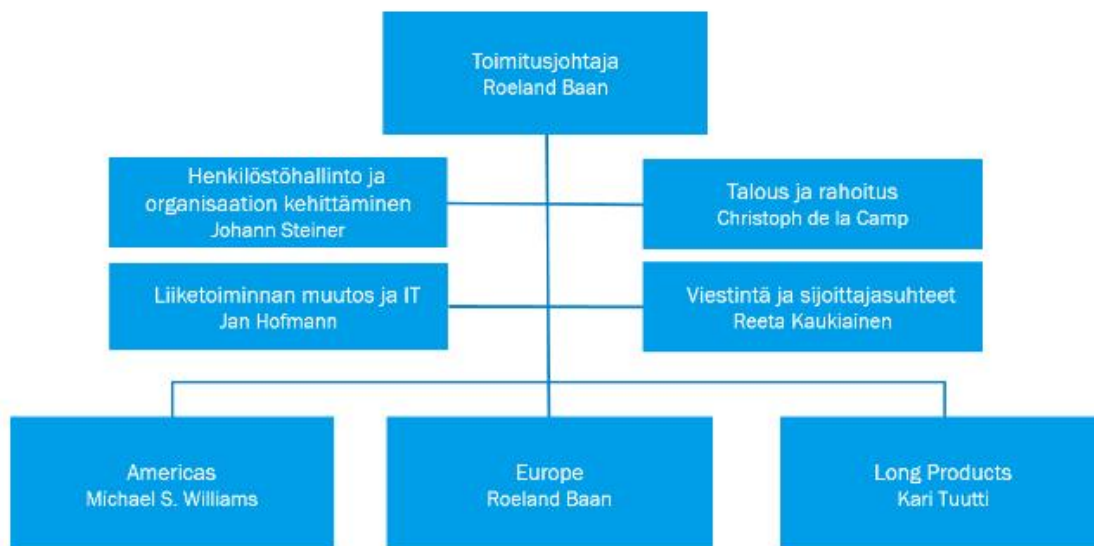 Toimitusjohtaja
Roeland Baan
Henkilöstöhallinto ja
organisaation kehittäminen
Johann Steiner
Talous ja rahoitus
Christoph de la Camp
Liiketoiminnan muutos ja IT
Jan Hofmann
Viestintä ja sijoittajasuhteet
Reeta Kaukiainen
Americas
Michael S. Williams
Europe
Roeland Baan
Long Products
Kari Tuutti